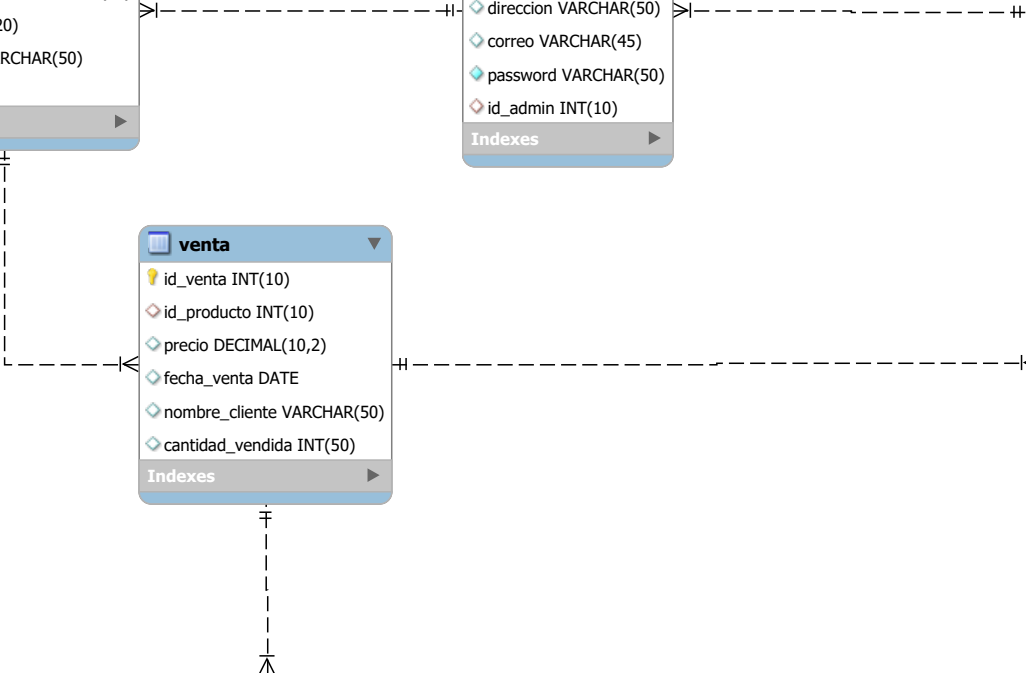 direccion VARCHAR(50)
20)
correo VARCHAR(45)
RCHAR(50)
password VARCHAR(50)
id_admin INT(10)
Indexes
venta
id_venta INT(10)
id_producto INT(10)
precio DECIMAL(10,2)
fecha_venta DATE
nombre_cliente VARCHAR(50)
cantidad_vendida INT(50)
Indexes